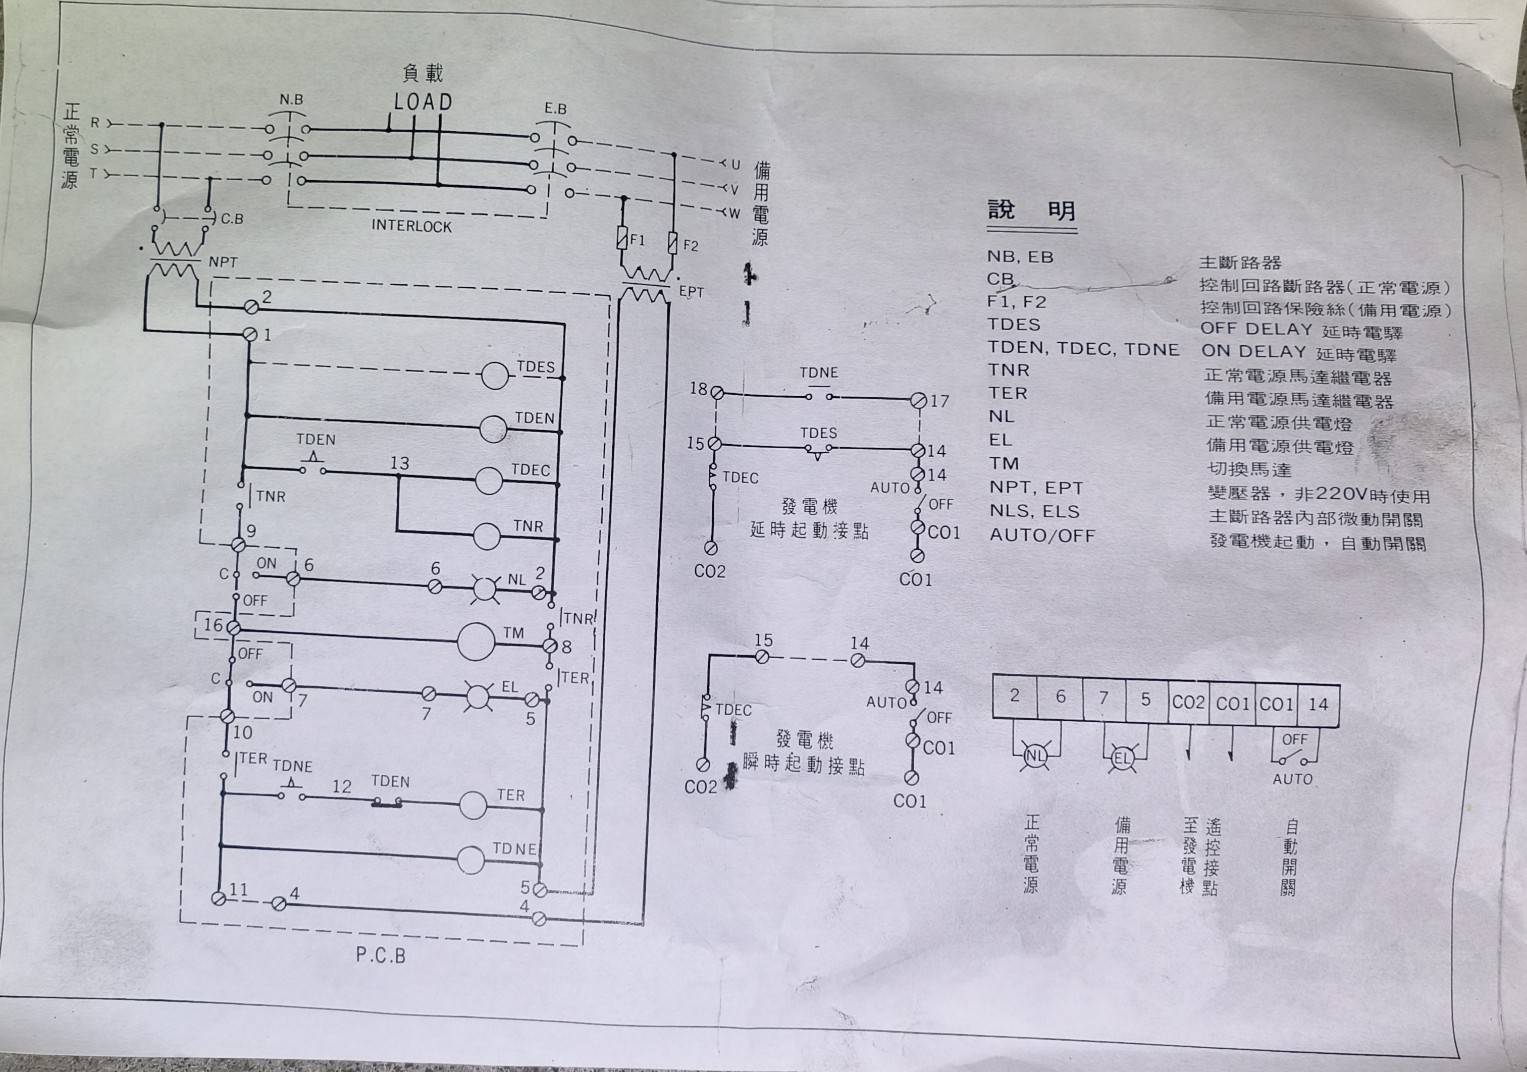 負載
LOAD
正常電源
R
S
T
N.B
E.B
U
V
W
備用電源
INTERLOCK
C.B
F1
F2
NPT
EPT
2
1
TDES
TDEN
TDEN
13
TDEC
TNR
TNR
9
C
ON
6
6
NL
2
OFF
TNR
16
TM
8
OFF
TER
C
ON
7
7
EL
5
10
TER
TDNE
12
TDEN
TER
TDNE
5
11
4
4
P.C.B
18
TDNE
17
15
TDES
14
TDEC
14
AUTO
OFF
發電機
延時起動接點
CO1
CO2
CO1
15
14
14
AUTO
OFF
TDEC
發電機
瞬時起動接點
CO1
CO2
CO1
說 明
NB, EB 主斷路器
CB 控制回路斷路器(正常電源)
F1, F2 控制回路保險絲(備用電源)
TDES OFF DELAY 延時電驛
TDEN, TDEC, TDNE ON DELAY 延時電驛
TNR 正常電源馬達繼電器
TER 備用電源馬達繼電器
NL 正常電源供電燈
EL 備用電源供電燈
TM 切換馬達
NPT, EPT 變壓器，非220V時使用
NLS, ELS 主斷路器內部微動開關
AUTO/OFF 發電機起動，自動開關
2 6 7 5 CO2 CO1 CO1 14
NL
EL
OFF
AUTO
正常電源
備用電源
至發電機
遙控接點
自動開關